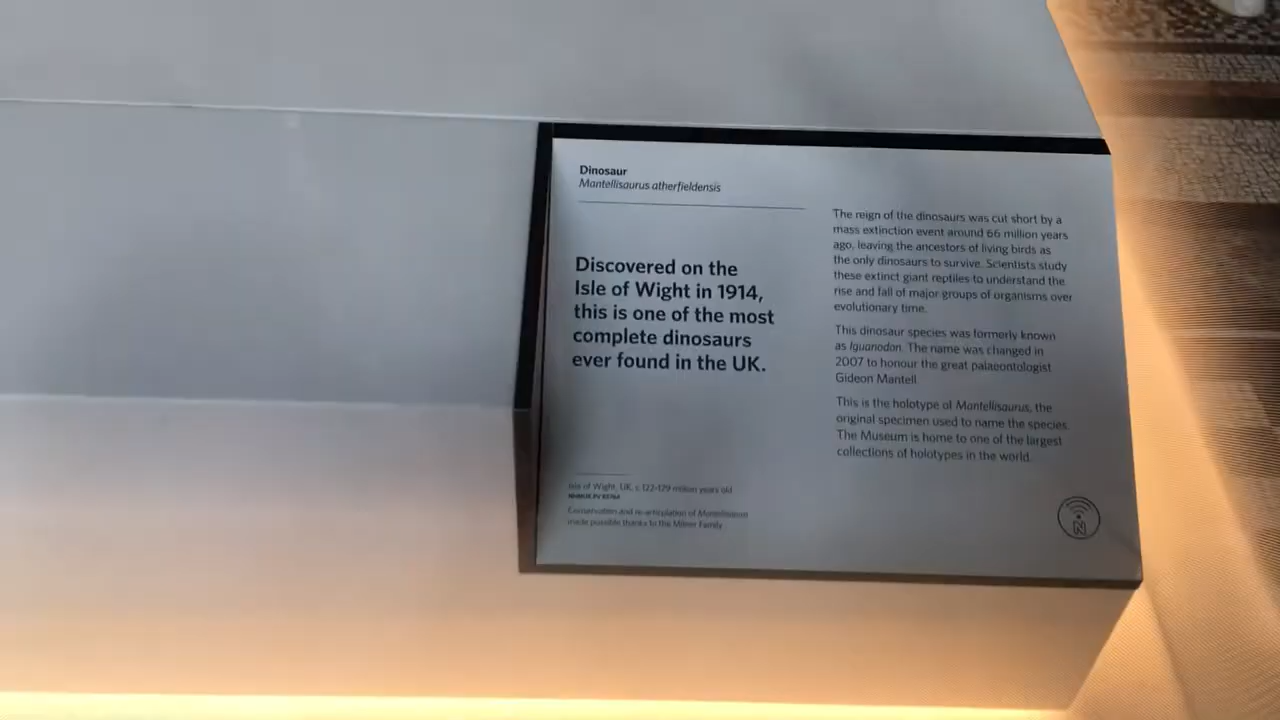 Dinosaur
Mantellisaurus atherfieldensis
Discovered on the
Isle of Wight in 1914,
this is one of the most
complete dinosaurs
ever found in the UK.
Isle of Wight, UK, c.122-129 million years old
Conservation and re-articulation of Mantellisaurus
made possible thanks to the Milner Family
The reign of the dinosaurs was cut short by a
mass extinction event around 66 million years
ago, leaving the ancestors of living birds as
the only dinosaurs to survive. Scientists study
these extinct giant reptiles to understand the
rise and fall of major groups of organisms over
evolutionary time.
This dinosaur species was formerly known
as Iguanodon. The name was changed in
2007 to honour the great palaeontologist
Gideon Mantell.
This is the holotype of Mantellisaurus, the
original specimen used to name the species.
The Museum is home to one of the largest
collections of holotypes in the world.
N